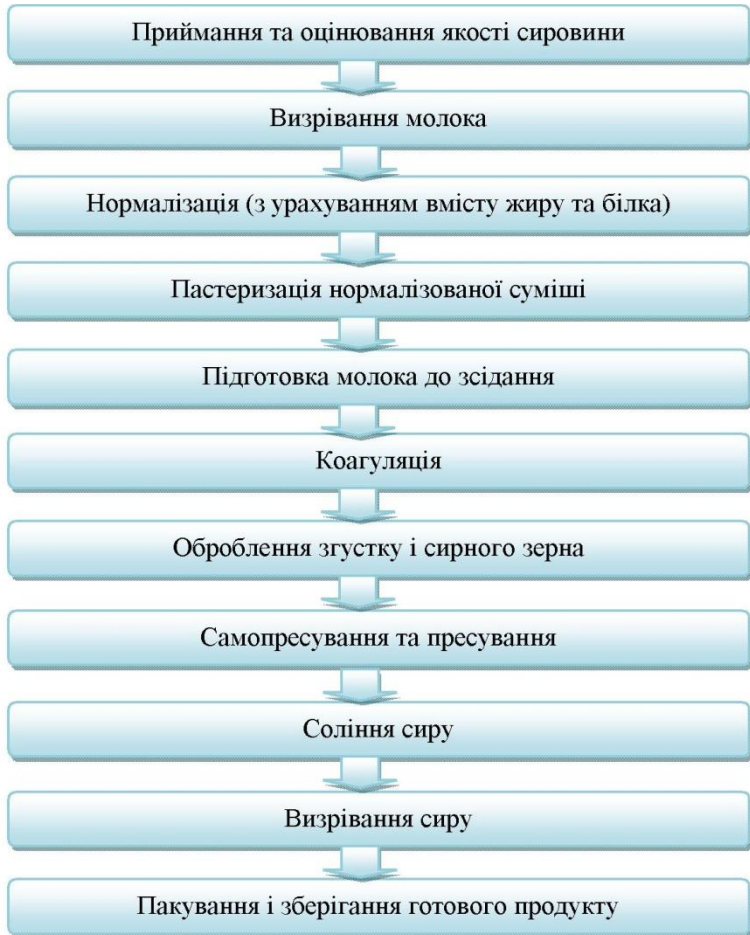 Приймання та оцінювання якості сировини
Визрівання молока
Нормалізація (з урахуванням вмісту жиру та білка)
Пастеризація нормалізованої суміші
Підготовка молока до зсідання
Коагуляція
Оброблення згустку і сирного зерна
Самопресування та пресування
Соління сиру
Визрівання сиру
Пакування і зберігання готового продукту